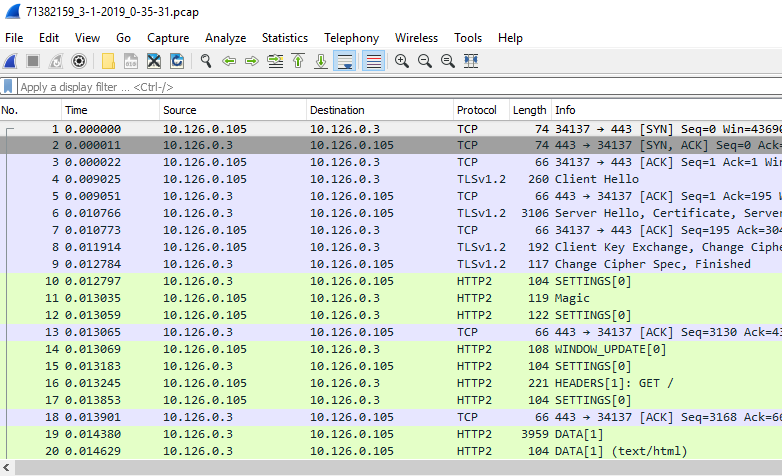 71382159_3-1-2019_0-35-31.pcap
File Edit View Go Capture Analyze Statistics Telephony Wireless Tools Help
Apply a display filter ... <Ctrl-/>
No. Time Source Destination Protocol Length Info
1 0.000000 10.126.0.105 10.126.0.3 TCP 74 34137 → 443 [SYN] Seq=0 Win=43690
2 0.000011 10.126.0.3 10.126.0.105 TCP 74 443 → 34137 [SYN, ACK] Seq=0 Ack=
3 0.000022 10.126.0.105 10.126.0.3 TCP 66 34137 → 443 [ACK] Seq=1 Ack=1 Win
4 0.009025 10.126.0.105 10.126.0.3 TLSv1.2 260 Client Hello
5 0.009051 10.126.0.3 10.126.0.105 TCP 66 443 → 34137 [ACK] Seq=1 Ack=195 W
6 0.010766 10.126.0.3 10.126.0.105 TLSv1.2 3106 Server Hello, Certificate, Server
7 0.010773 10.126.0.105 10.126.0.3 TCP 66 34137 → 443 [ACK] Seq=195 Ack=304
8 0.011914 10.126.0.105 10.126.0.3 TLSv1.2 192 Client Key Exchange, Change Ciphe
9 0.012784 10.126.0.3 10.126.0.105 TLSv1.2 117 Change Cipher Spec, Finished
10 0.012797 10.126.0.3 10.126.0.105 HTTP2 104 SETTINGS[0]
11 0.013035 10.126.0.105 10.126.0.3 HTTP2 119 Magic
12 0.013059 10.126.0.105 10.126.0.3 HTTP2 122 SETTINGS[0]
13 0.013065 10.126.0.3 10.126.0.105 TCP 66 443 → 34137 [ACK] Seq=3130 Ack=43
14 0.013069 10.126.0.105 10.126.0.3 HTTP2 108 WINDOW_UPDATE[0]
15 0.013183 10.126.0.3 10.126.0.105 HTTP2 104 SETTINGS[0]
16 0.013245 10.126.0.105 10.126.0.3 HTTP2 221 HEADERS[1]: GET /
17 0.013853 10.126.0.105 10.126.0.3 HTTP2 104 SETTINGS[0]
18 0.013901 10.126.0.3 10.126.0.105 TCP 66 443 → 34137 [ACK] Seq=3168 Ack=66
19 0.014380 10.126.0.3 10.126.0.105 HTTP2 3959 DATA[1]
20 0.014629 10.126.0.3 10.126.0.105 HTTP2 104 DATA[1] (text/html)